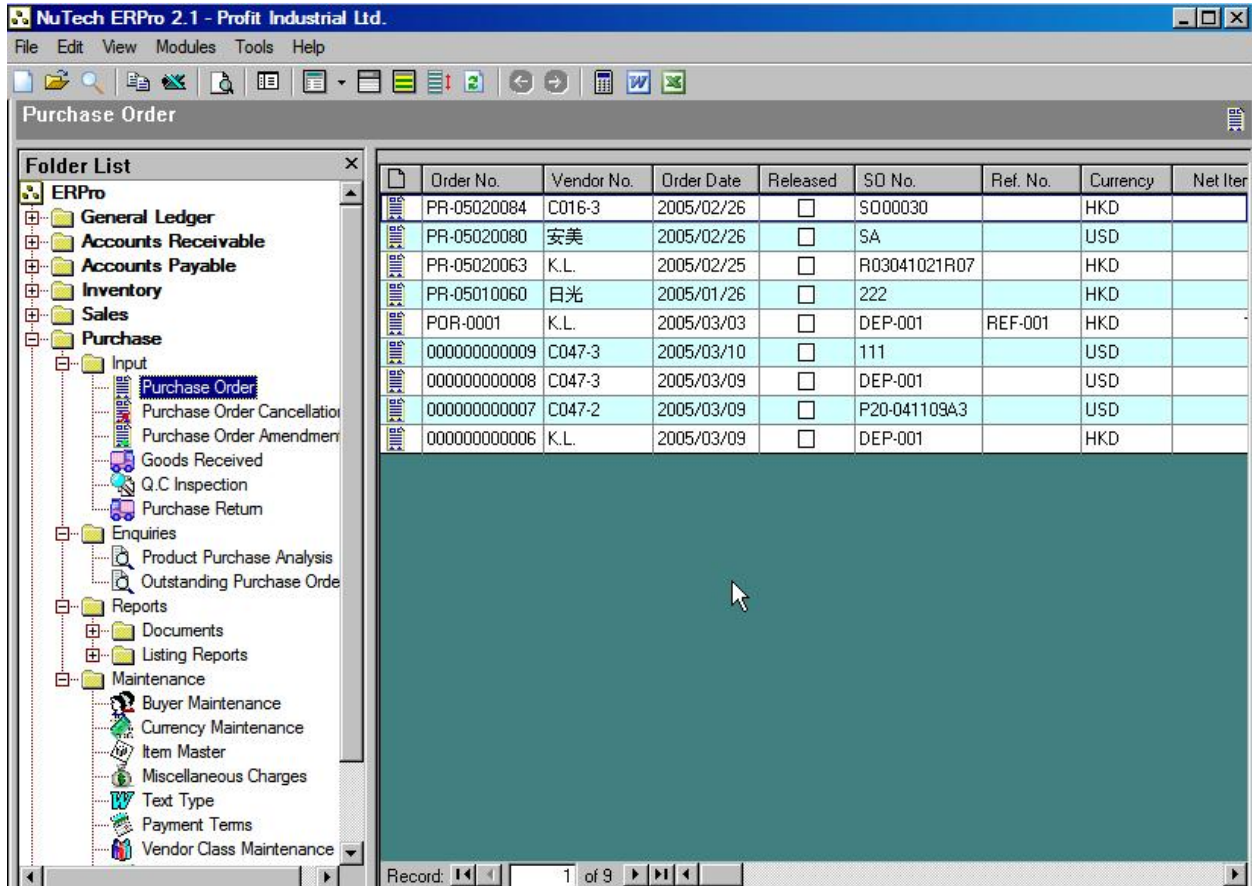 NuTech ERPro 2.1 - Profit Industrial Ltd.
File Edit View Modules Tools Help
Purchase Order
Folder List
ERPro
General Ledger
Accounts Receivable
Accounts Payable
Inventory
Sales
Purchase
Input
Purchase Order
Purchase Order Cancellation
Purchase Order Amendmen
Goods Received
Q.C Inspection
Purchase Return
Enquiries
Product Purchase Analysis
Outstanding Purchase Orde
Reports
Documents
Listing Reports
Maintenance
Buyer Maintenance
Currency Maintenance
Item Master
Miscellaneous Charges
Text Type
Payment Terms
Vendor Class Maintenance
Order No. Vendor No. Order Date Released SO No. Ref. No. Currency Net Iter
PR-05020084 C016-3 2005/02/26 SO00030 HKD
PR-05020080 安美 2005/02/26 SA USD
PR-05020063 K.L. 2005/02/25 R03041021R07 HKD
PR-05010060 日光 2005/01/26 222 HKD
POR-0001 K.L. 2005/03/03 DEP-001 REF-001 HKD
000000000009 C047-3 2005/03/10 111 USD
000000000008 C047-3 2005/03/09 DEP-001 USD
000000000007 C047-2 2005/03/09 P20-041109A3 USD
000000000006 K.L. 2005/03/09 DEP-001 HKD
Record: 1 of 9